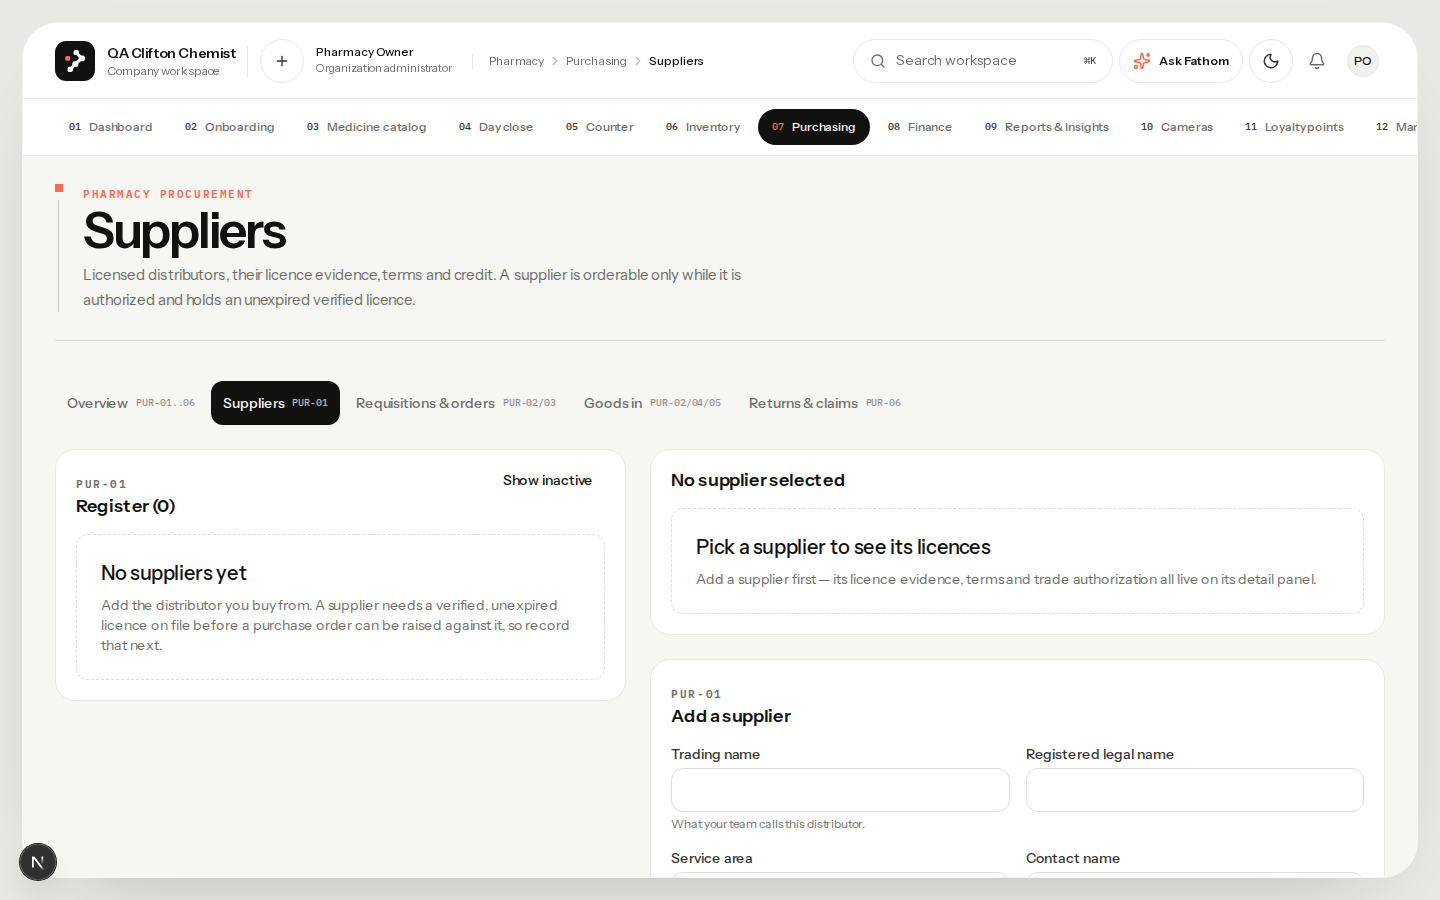 QA Clifton Chemist
Company workspace
Pharmacy Owner
Organization administrator
Pharmacy > Purchasing > Suppliers
Search workspace ⌘K
Ask Fathom
PO
01 Dashboard
02 Onboarding
03 Medicine catalog
04 Day close
05 Counter
06 Inventory
07 Purchasing
08 Finance
09 Reports & Insights
10 Cameras
11 Loyalty points
12 Mar
PHARMACY PROCUREMENT
Suppliers
Licensed distributors, their licence evidence, terms and credit. A supplier is orderable only while it is
authorized and holds an unexpired verified licence.
Overview PUR-01..06
Suppliers PUR-01
Requisitions & orders PUR-02/03
Goods in PUR-02/04/05
Returns & claims PUR-06
PUR-01
Register (0)
Show inactive
No suppliers yet
Add the distributor you buy from. A supplier needs a verified, unexpired
licence on file before a purchase order can be raised against it, so record
that next.
No supplier selected
Pick a supplier to see its licences
Add a supplier first — its licence evidence, terms and trade authorization all live on its detail panel.
PUR-01
Add a supplier
Trading name
Registered legal name
What your team calls this distributor.
Service area
Contact name
N